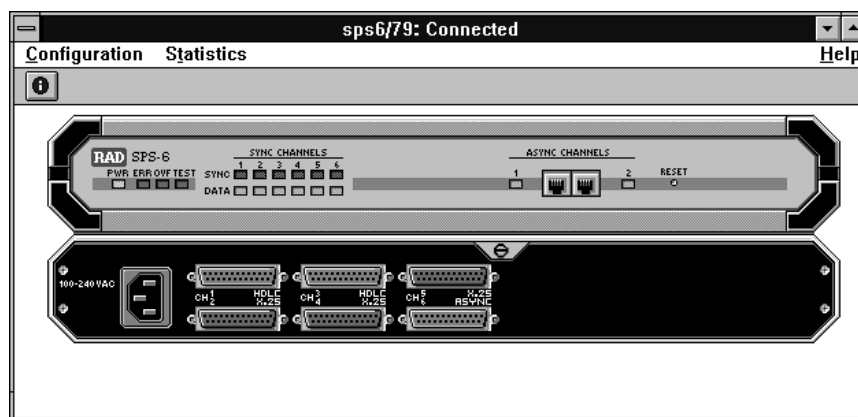 sps6/79: Connected
Configuration Statistics Help
RAD SPS-6
SYNC CHANNELS
ASYNC CHANNELS
1 2 3 4 5 6
PWR ERR OVF TEST
SYNC
DATA
1 2 RESET
100-240 VAC
CH 1 2 HDLC X.25
CH 3 4 HDLC X.25
CH 5 6 X.25 ASYNC